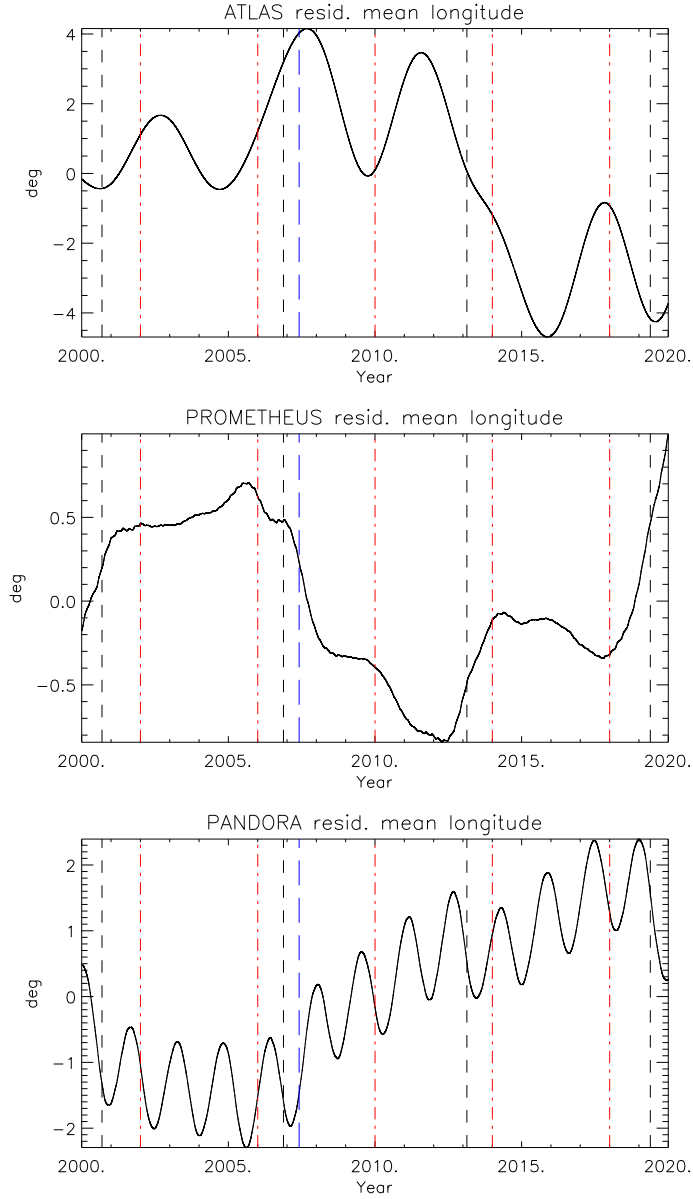 ATLAS resid. mean longitude
4
2
0
−2
−4
deg
2000. 2005. 2010. 2015. 2020.
Year
PROMETHEUS resid. mean longitude
0.5
0.0
−0.5
deg
2000. 2005. 2010. 2015. 2020.
Year
PANDORA resid. mean longitude
2
1
0
−1
−2
deg
2000. 2005. 2010. 2015. 2020.
Year